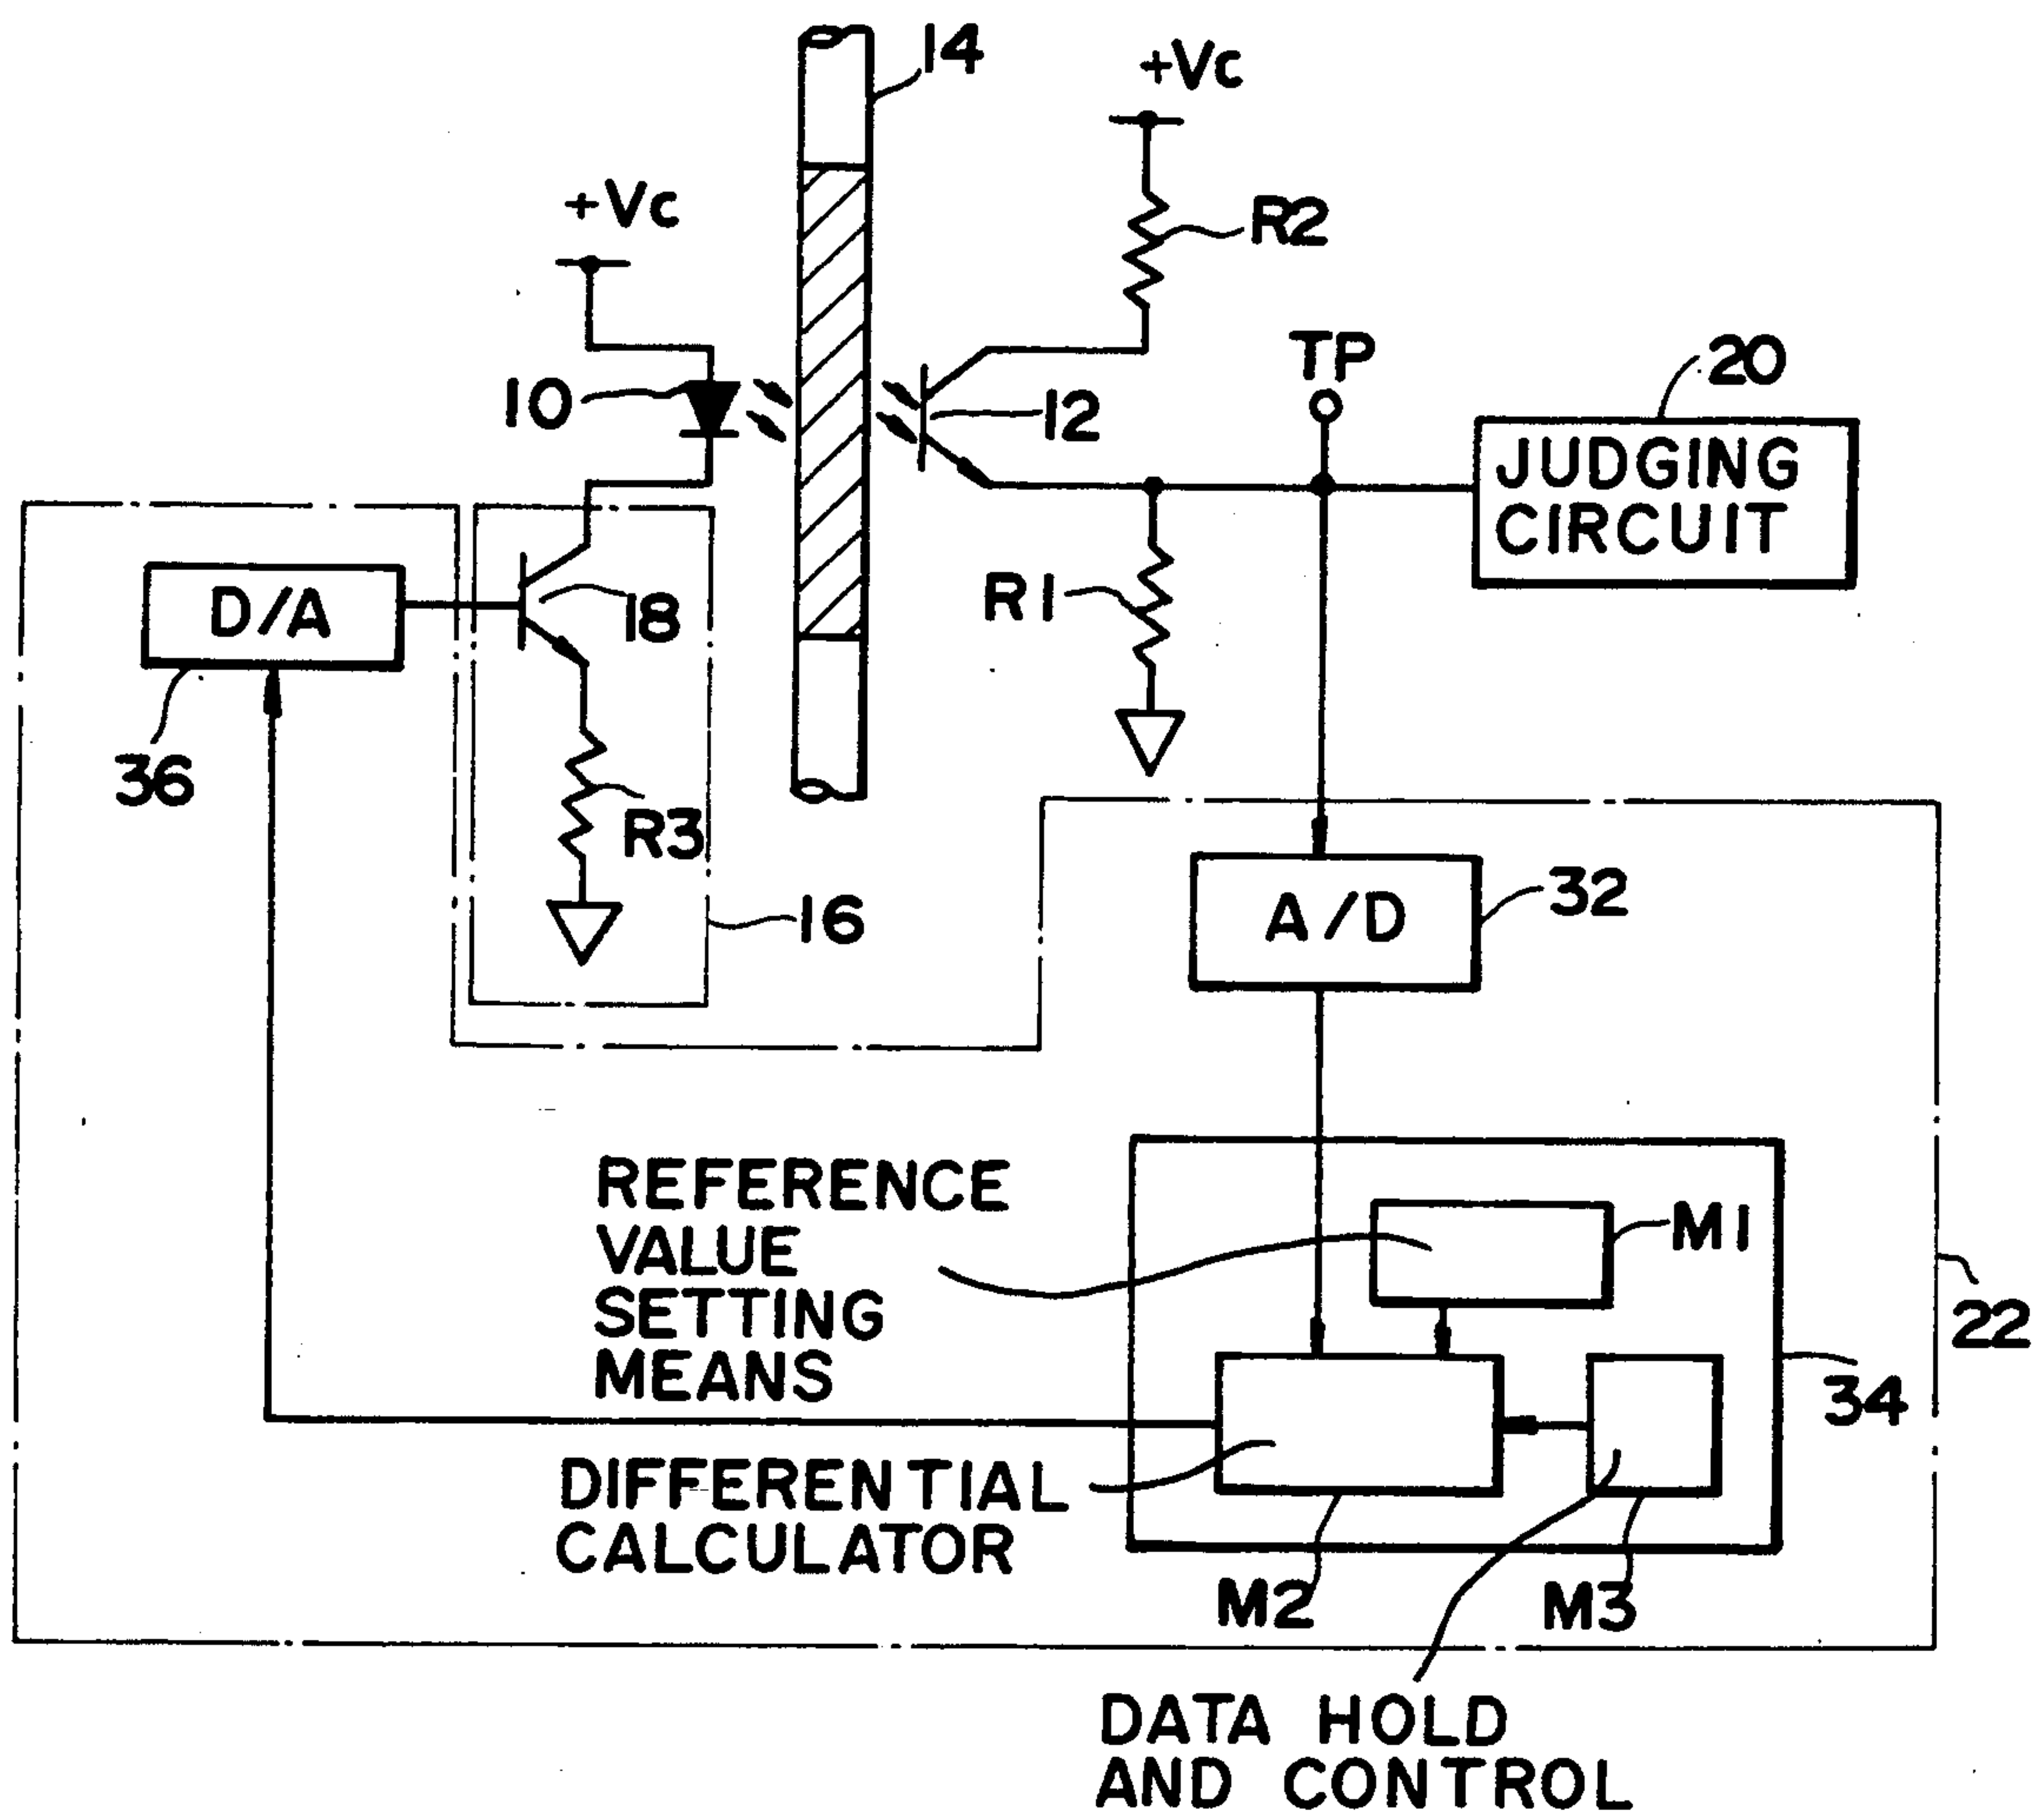 14
+Vc
+Vc
R2
TP
20
10
12
JUDGING
CIRCUIT
D/A
18
R1
36
R3
16
A/D
32
REFERENCE
VALUE
SETTING
MEANS
M1
22
34
DIFFERENTIAL
CALCULATOR
M2
M3
DATA HOLD
AND CONTROL